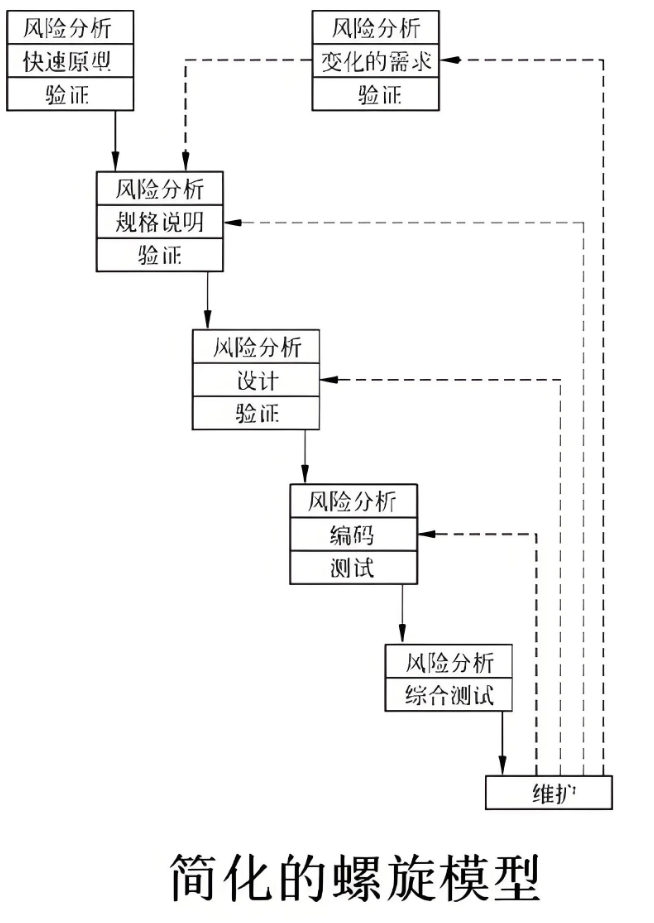 风险分析
快速原型
验证
风险分析
变化的需求
验证
风险分析
规格说明
验证
风险分析
设计
验证
风险分析
编码
测试
风险分析
综合测试
维护
简化的螺旋模型